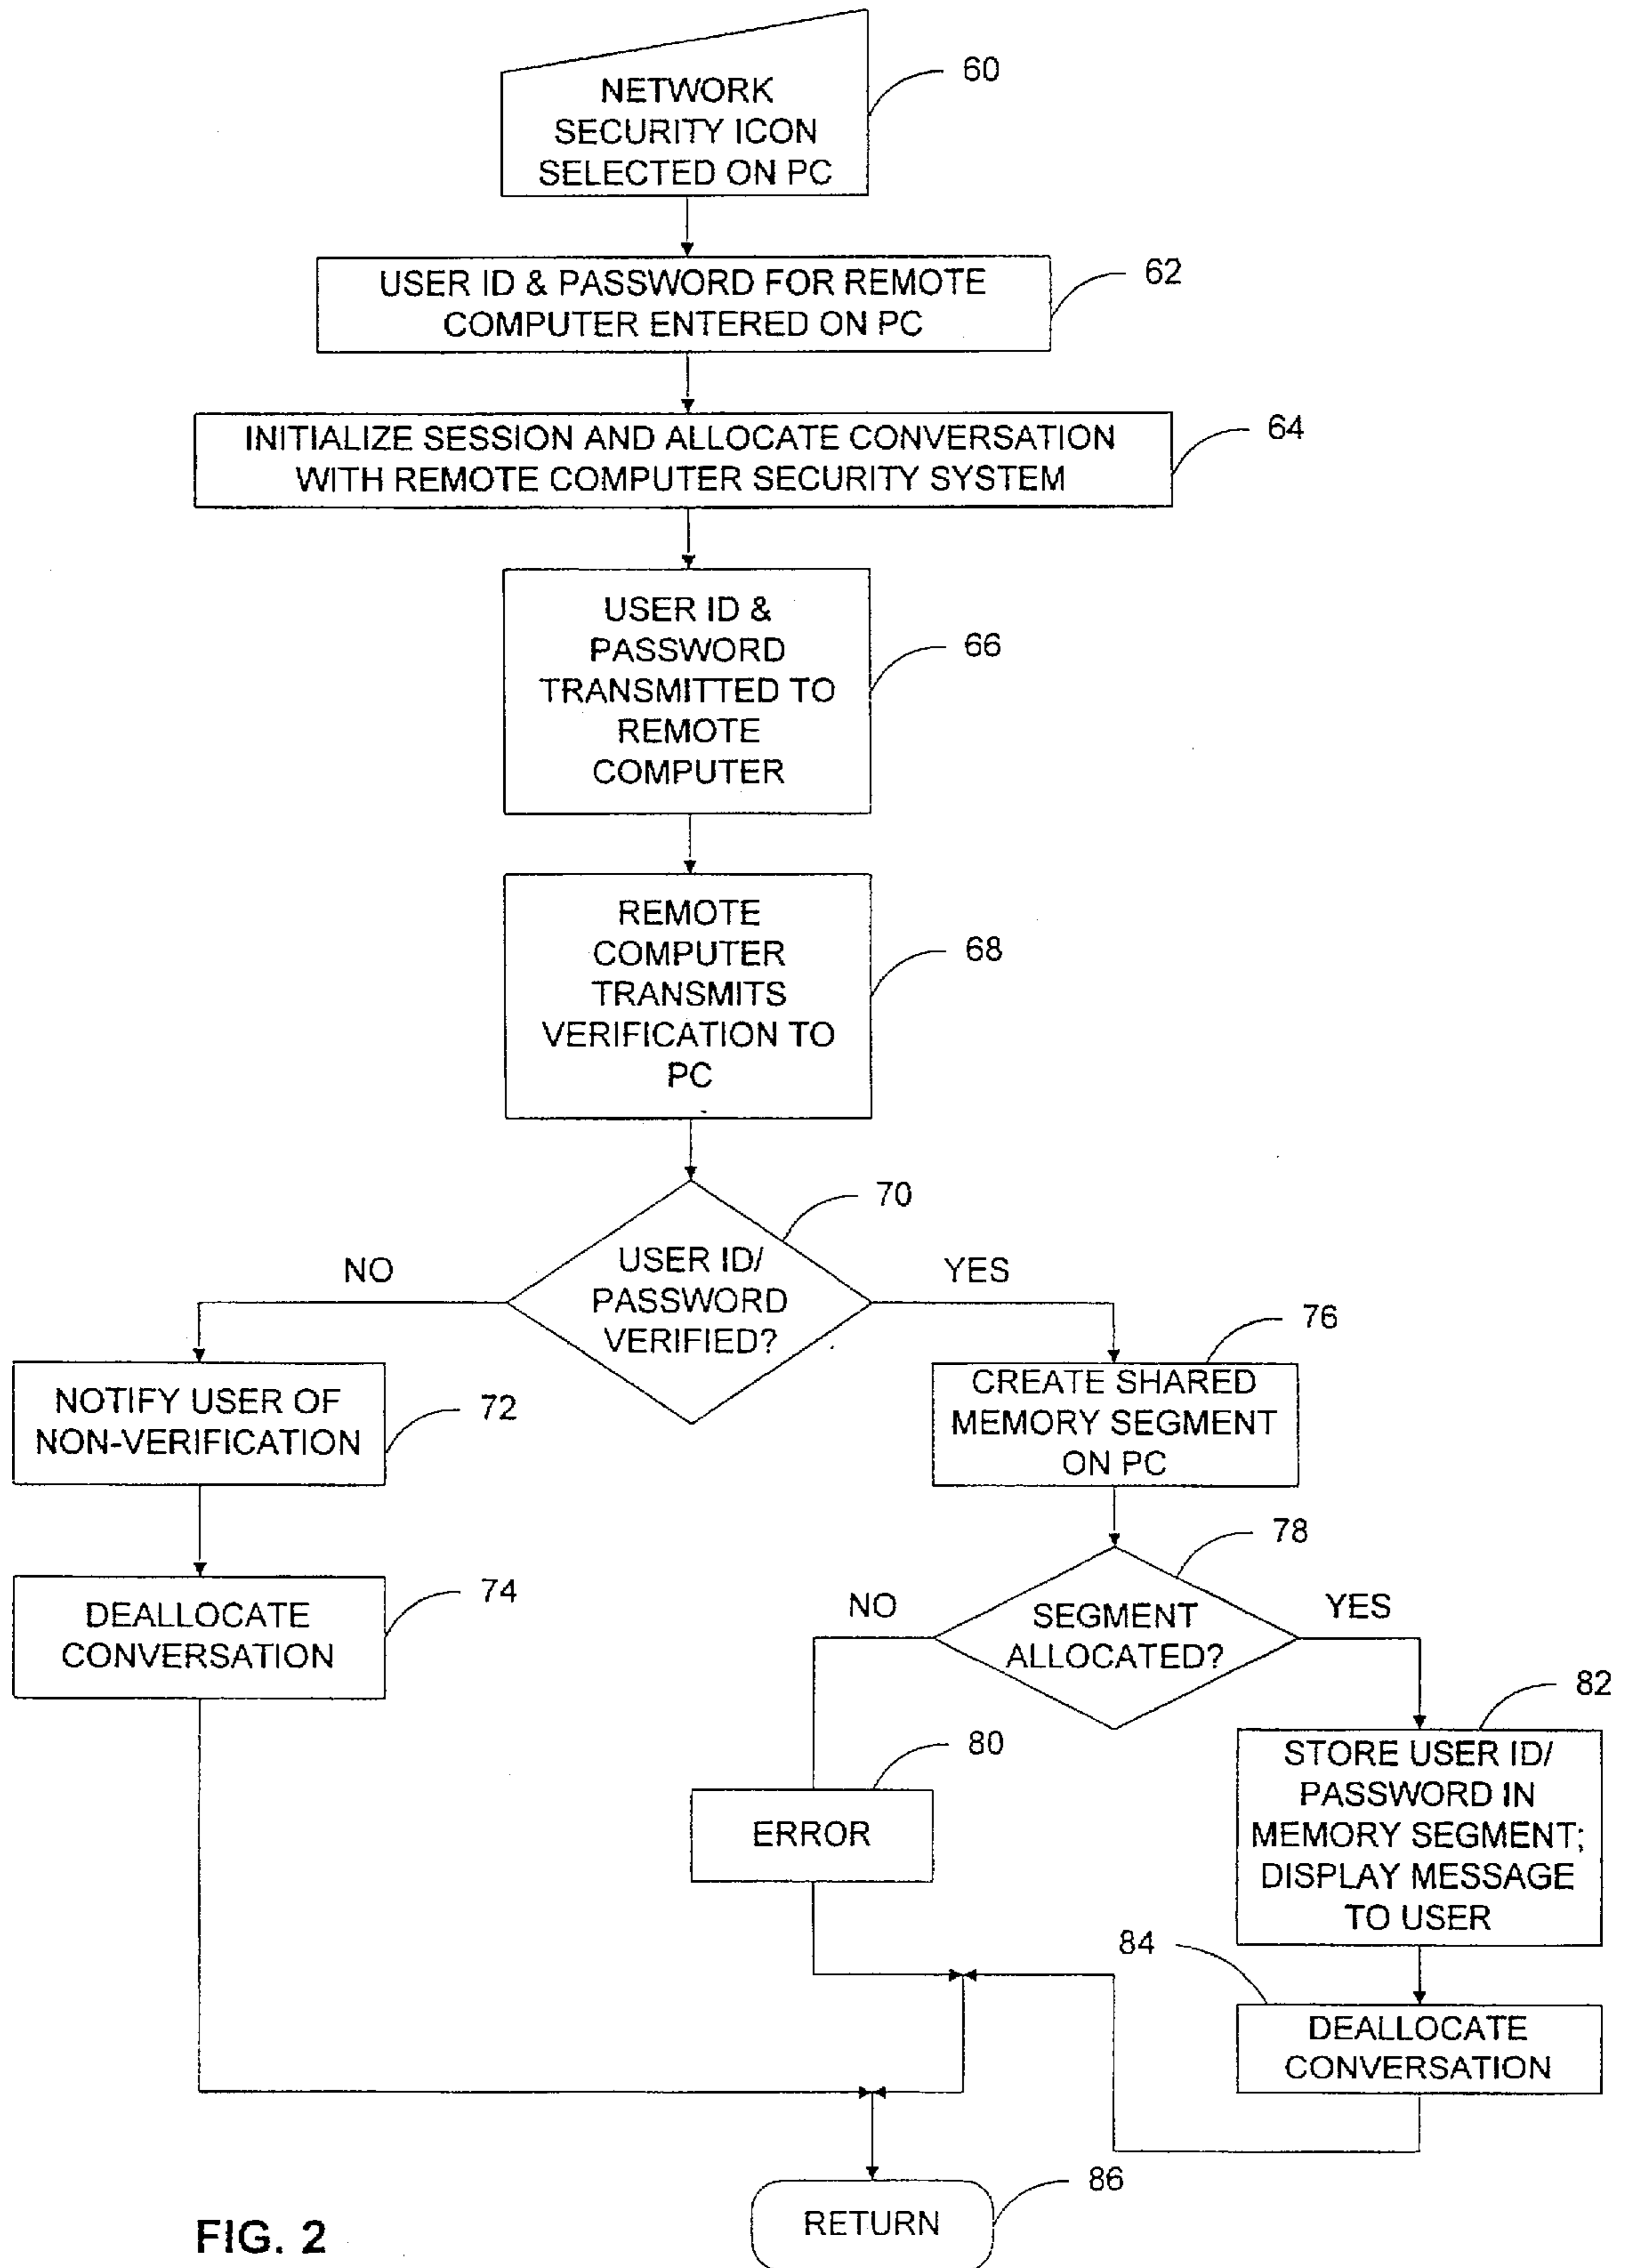 NETWORK
SECURITY ICON
SELECTED ON PC
60
USER ID & PASSWORD FOR REMOTE
COMPUTER ENTERED ON PC
62
INITIALIZE SESSION AND ALLOCATE CONVERSATION
WITH REMOTE COMPUTER SECURITY SYSTEM
64
USER ID &
PASSWORD
TRANSMITTED TO
REMOTE
COMPUTER
66
REMOTE
COMPUTER
TRANSMITS
VERIFICATION TO
PC
68
USER ID/
PASSWORD
VERIFIED?
70
NO
YES
NOTIFY USER OF
NON-VERIFICATION
72
DEALLOCATE
CONVERSATION
74
CREATE SHARED
MEMORY SEGMENT
ON PC
76
SEGMENT
ALLOCATED?
78
NO
YES
ERROR
80
STORE USER ID/
PASSWORD IN
MEMORY SEGMENT;
DISPLAY MESSAGE
TO USER
82
DEALLOCATE
CONVERSATION
84
RETURN
86
FIG. 2